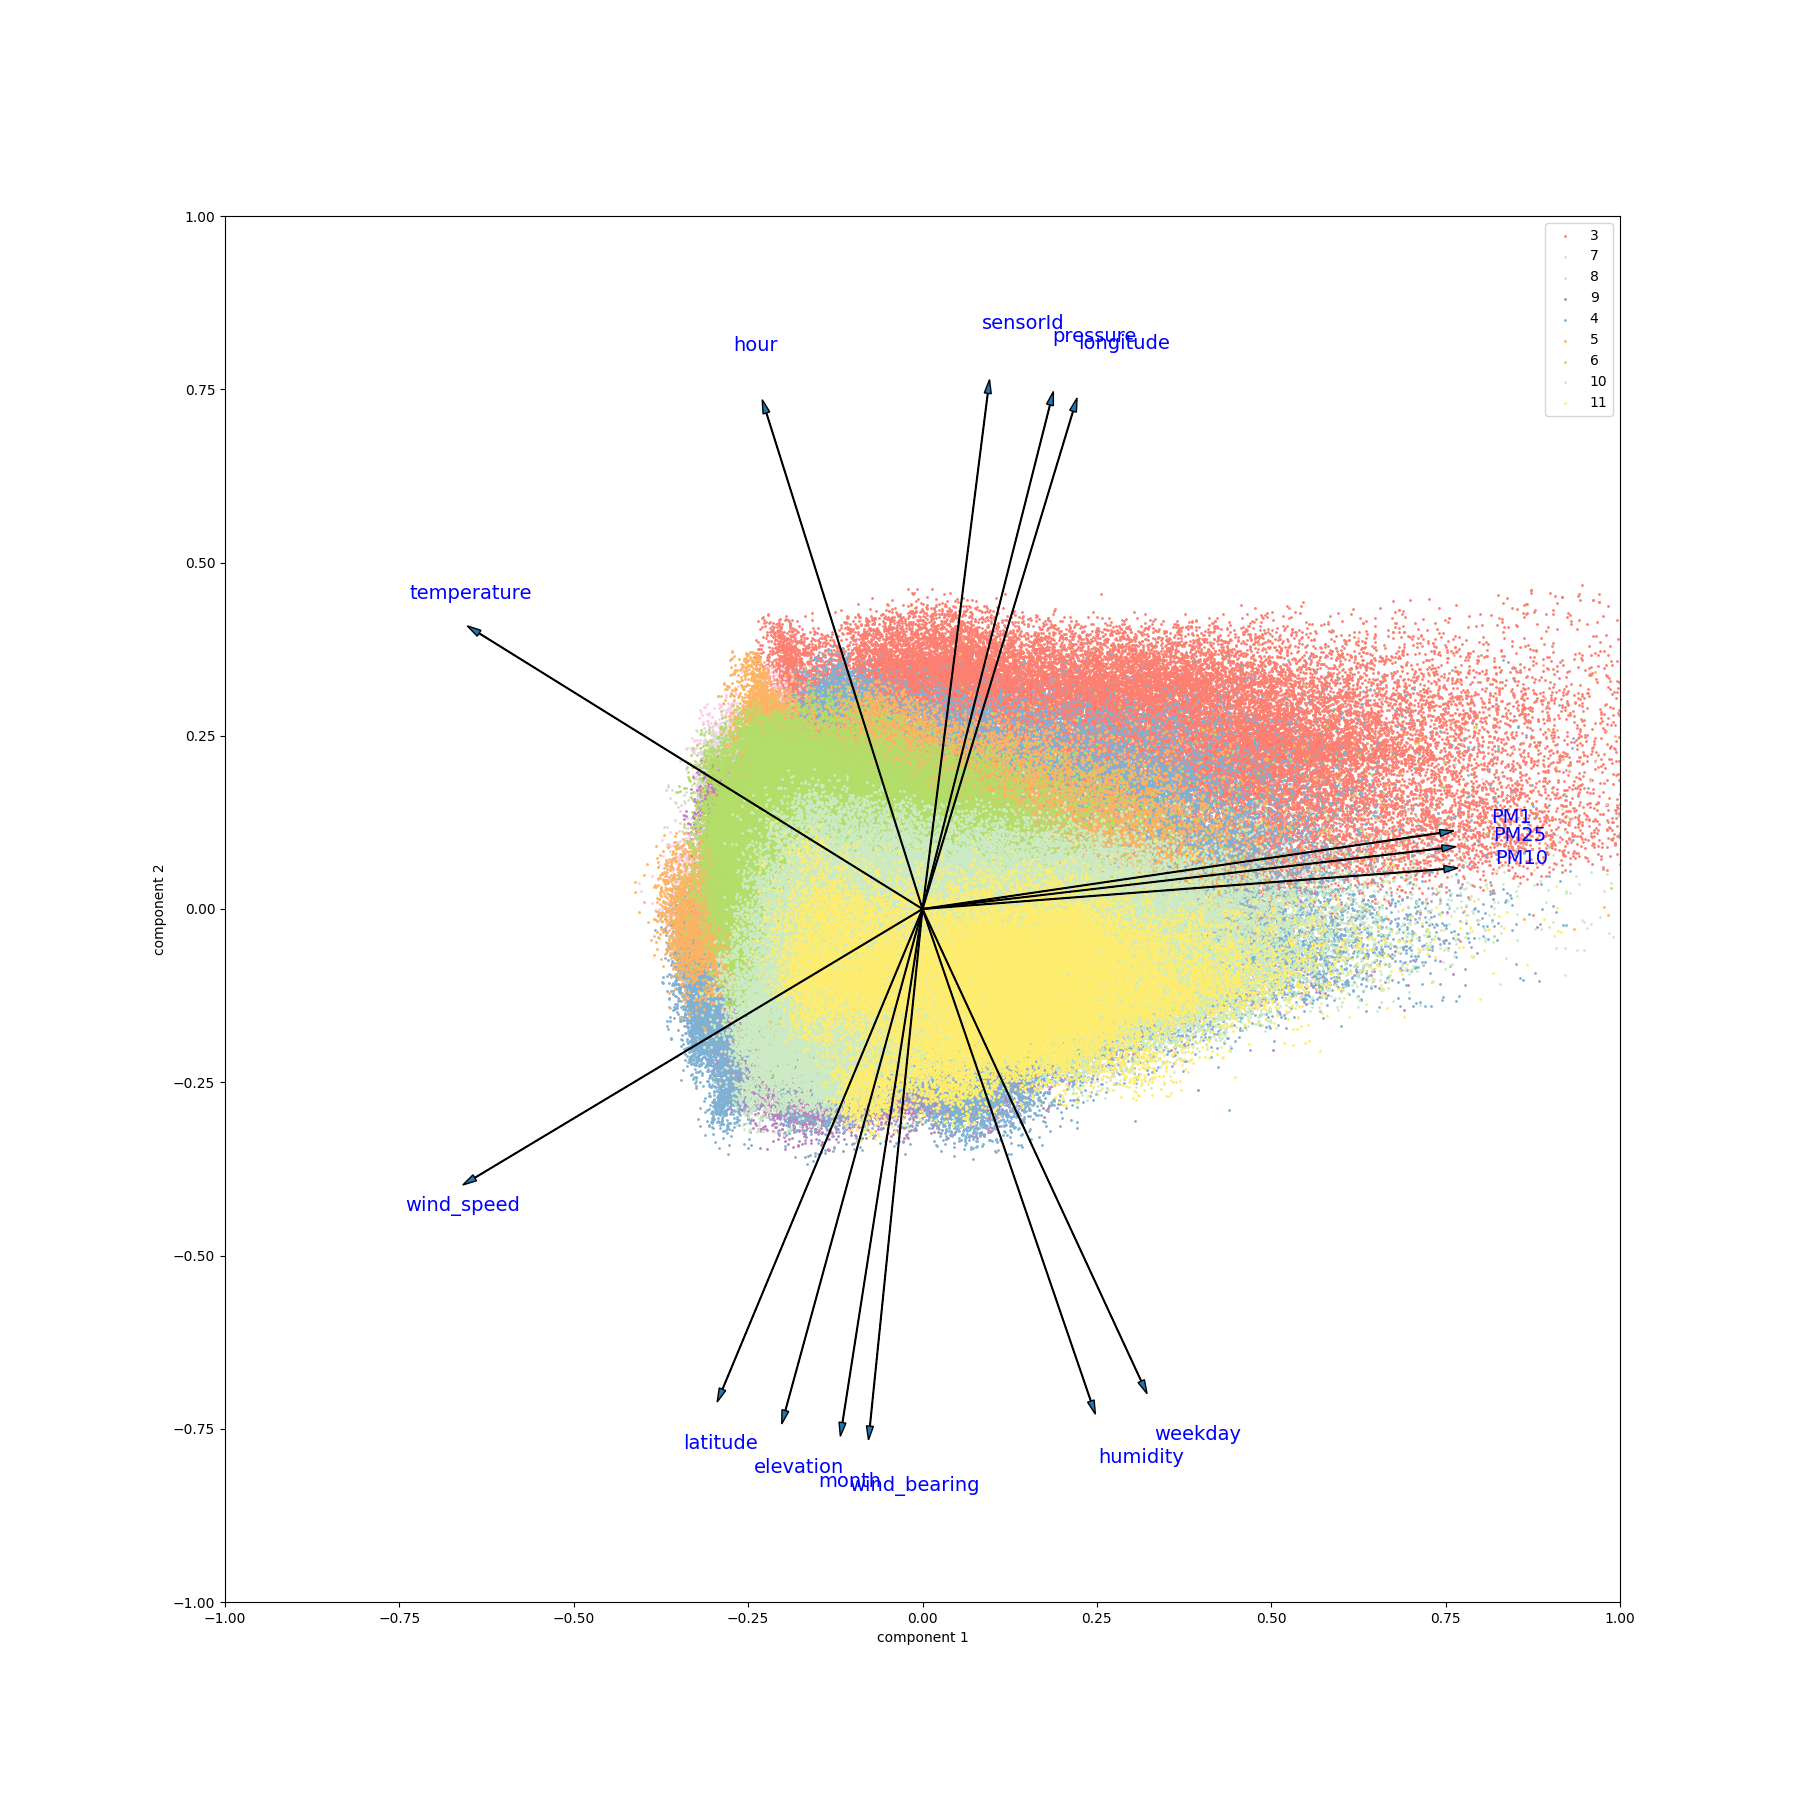 1.00
3
7
8
9
4
5
6
10
11
sensorId
pressure
longitude
hour
0.75
temperature
0.50
0.25
PM1
PM25
PM10
0.00
component 2
−0.25
wind_speed
−0.50
−0.75
weekday
latitude
humidity
elevation
month
wind_bearing
−1.00
−1.00 −0.75 −0.50 −0.25 0.00 0.25 0.50 0.75 1.00
component 1